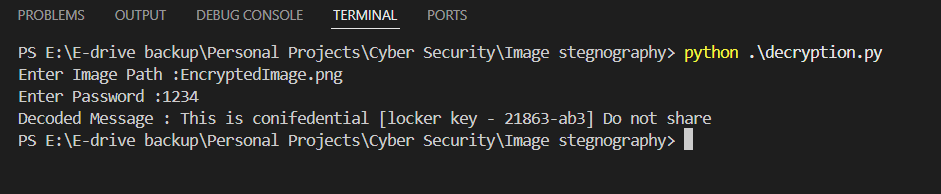 PROBLEMS OUTPUT DEBUG CONSOLE TERMINAL PORTS
PS E:\E-drive backup\Personal Projects\Cyber Security\Image stegnography> python .\decryption.py
Enter Image Path :EncryptedImage.png
Enter Password :1234
Decoded Message : This is conifedential [locker key - 21863-ab3] Do not share
PS E:\E-drive backup\Personal Projects\Cyber Security\Image stegnography>